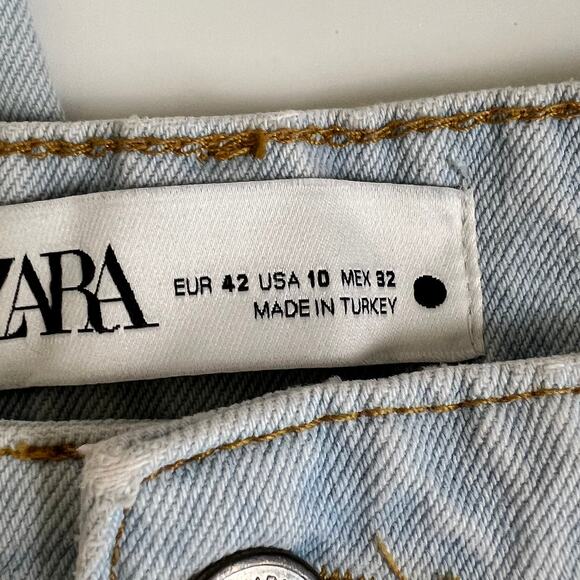 ZARA
EUR 42 USA 10 MEX 32
MADE IN TURKEY